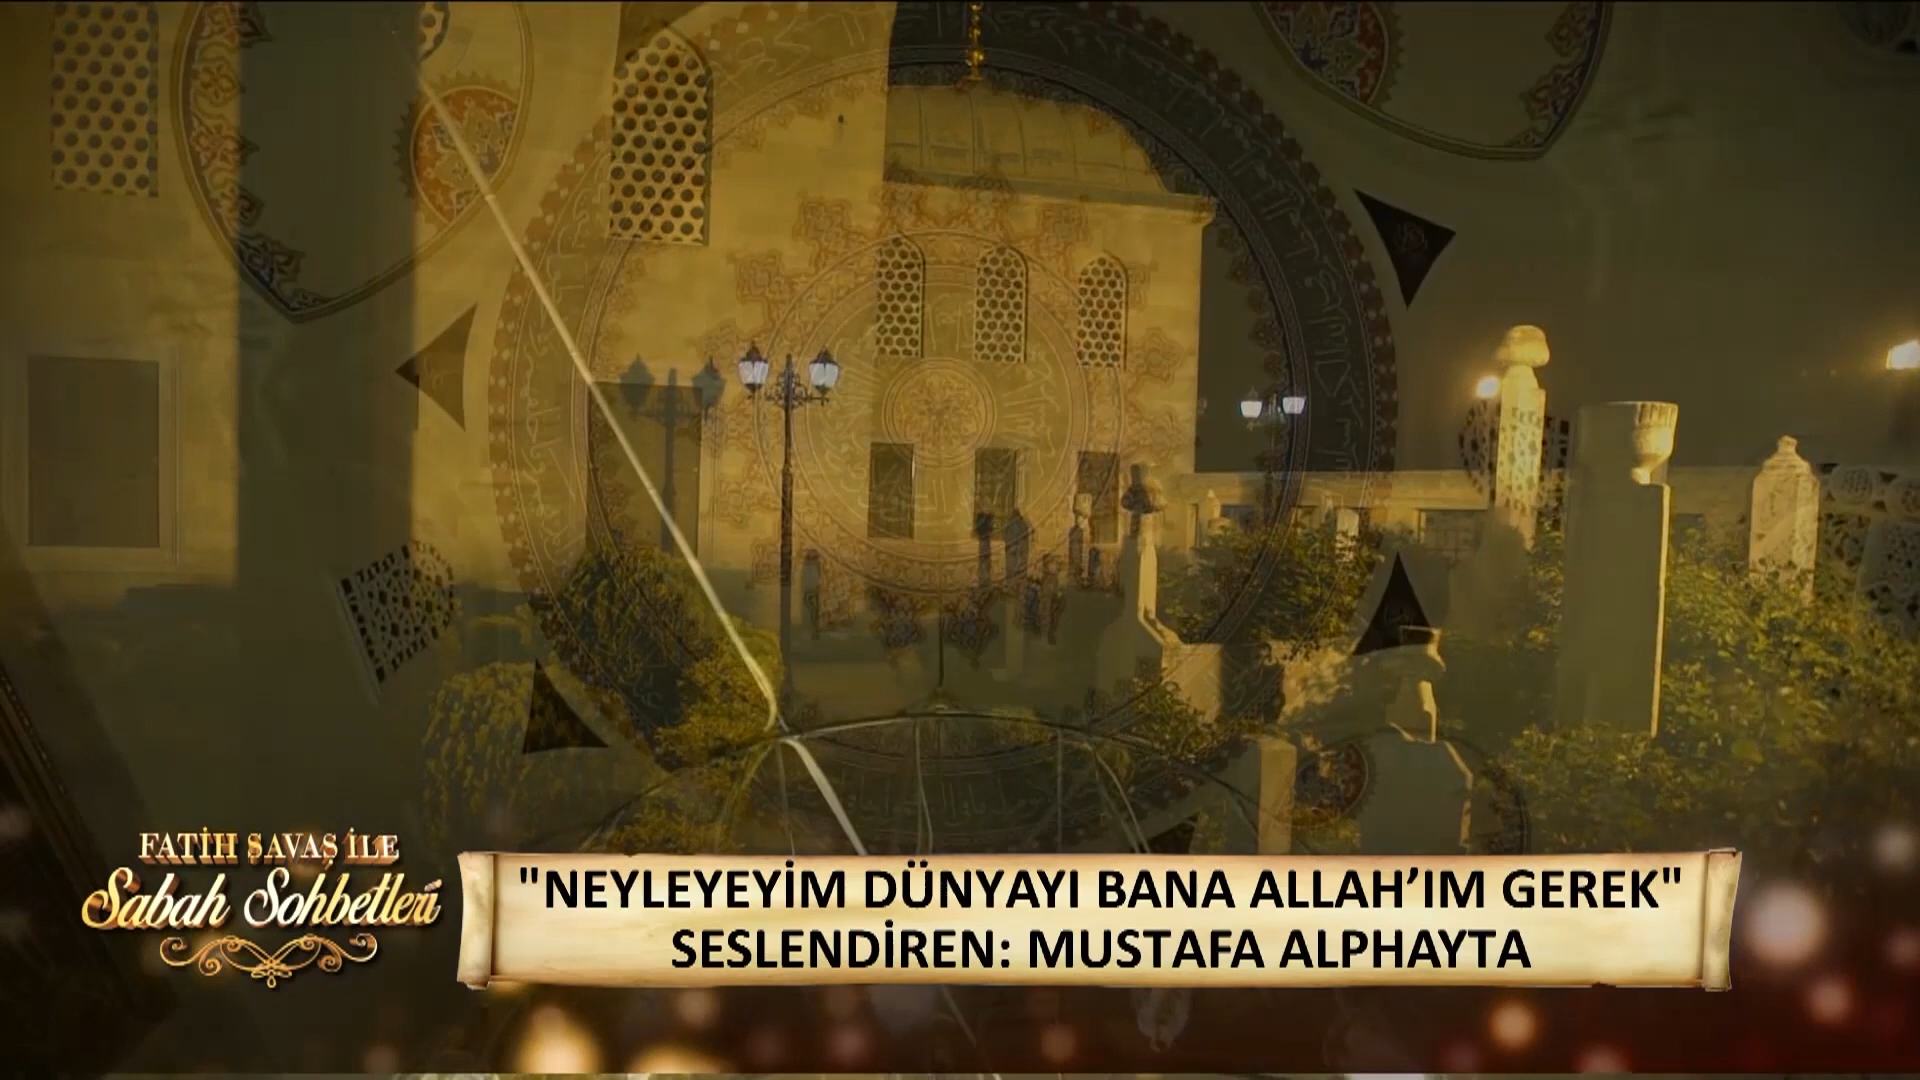 FATİH SAVAŞ İLE
Sabah Sohbetleri
"NEYLEYEYİM DÜNYAYI BANA ALLAH’IM GEREK"
SESLENDİREN: MUSTAFA ALPHAYTA